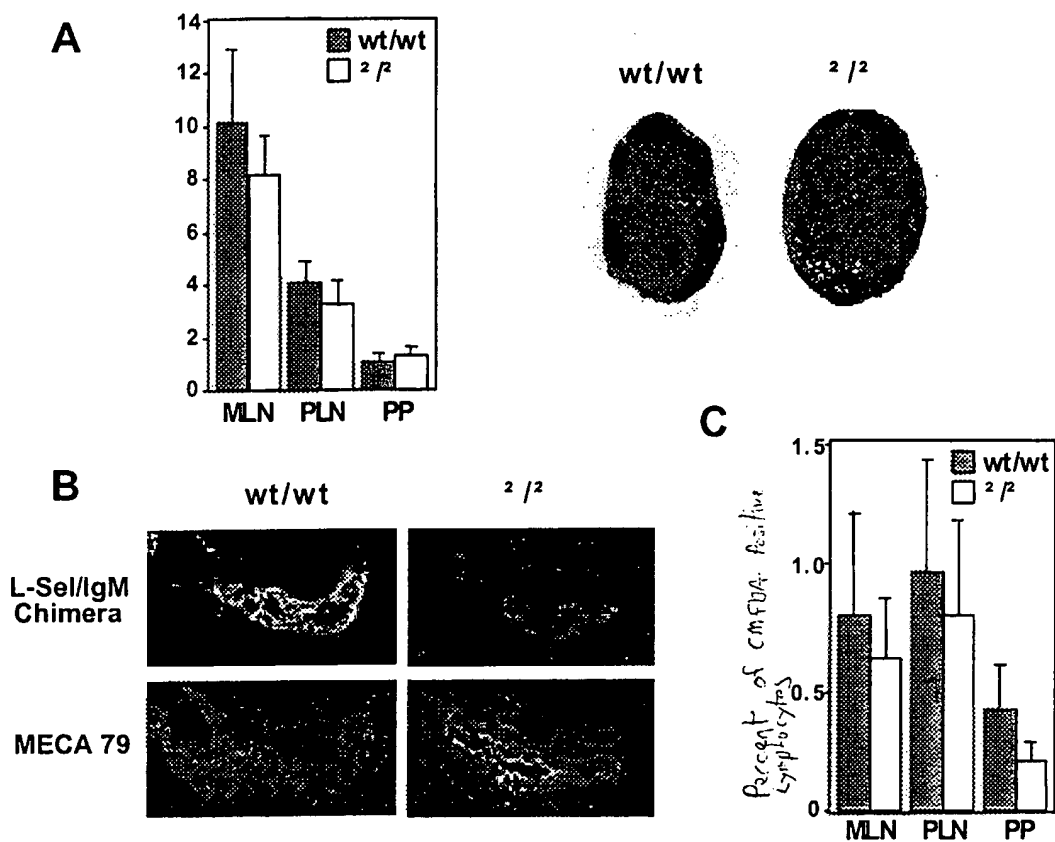 A
14
12
10
8
6
4
2
0
wt/wt
²/²
MLN PLN PP
wt/wt ²/²
B
wt/wt ²/²
L-Sel/IgM
Chimera
MECA 79
C
1.5
1.0
0.5
0
wt/wt
²/²
Percent of CMFDA Positive
Lymphocytes
MLN PLN PP